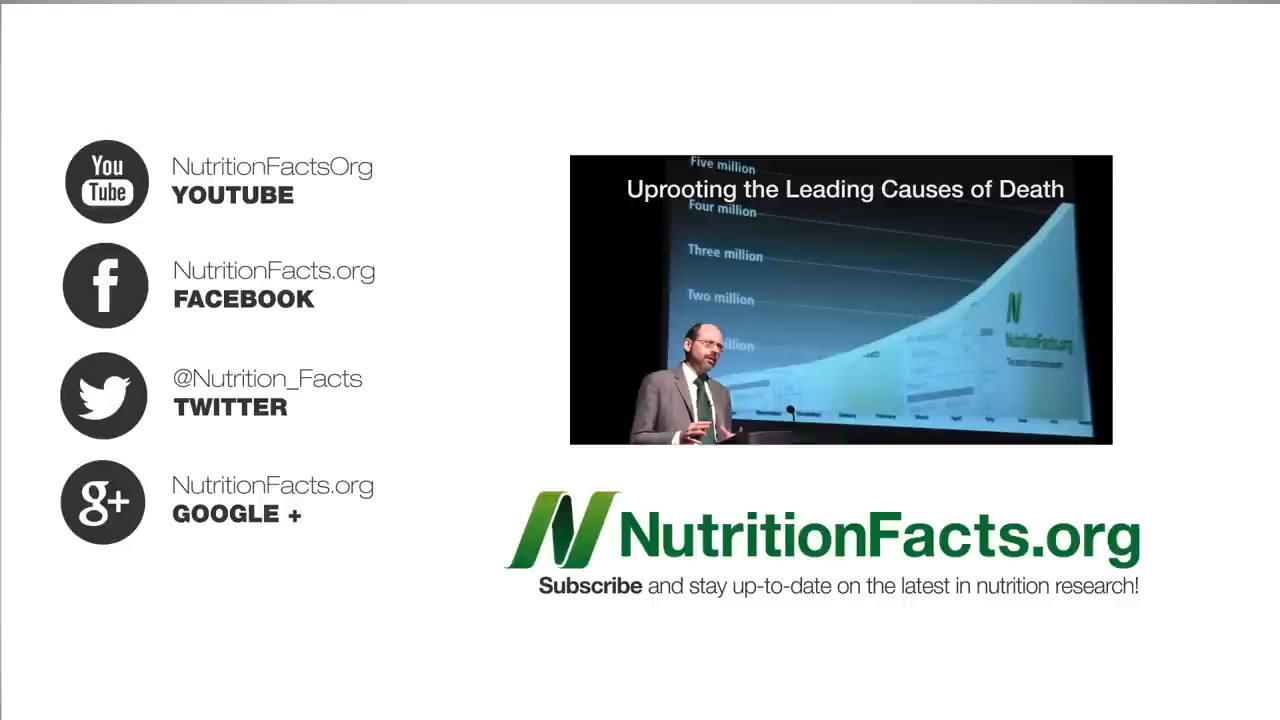 You
Tube
NutritionFactsOrg
YOUTUBE
f
NutritionFacts.org
FACEBOOK
@Nutrition_Facts
TWITTER
g+
NutritionFacts.org
GOOGLE +
Five million
Uprooting the Leading Causes of Death
Four million
Three million
Two million
NutritionFacts.org
N NutritionFacts.org
Subscribe and stay up-to-date on the latest in nutrition research!